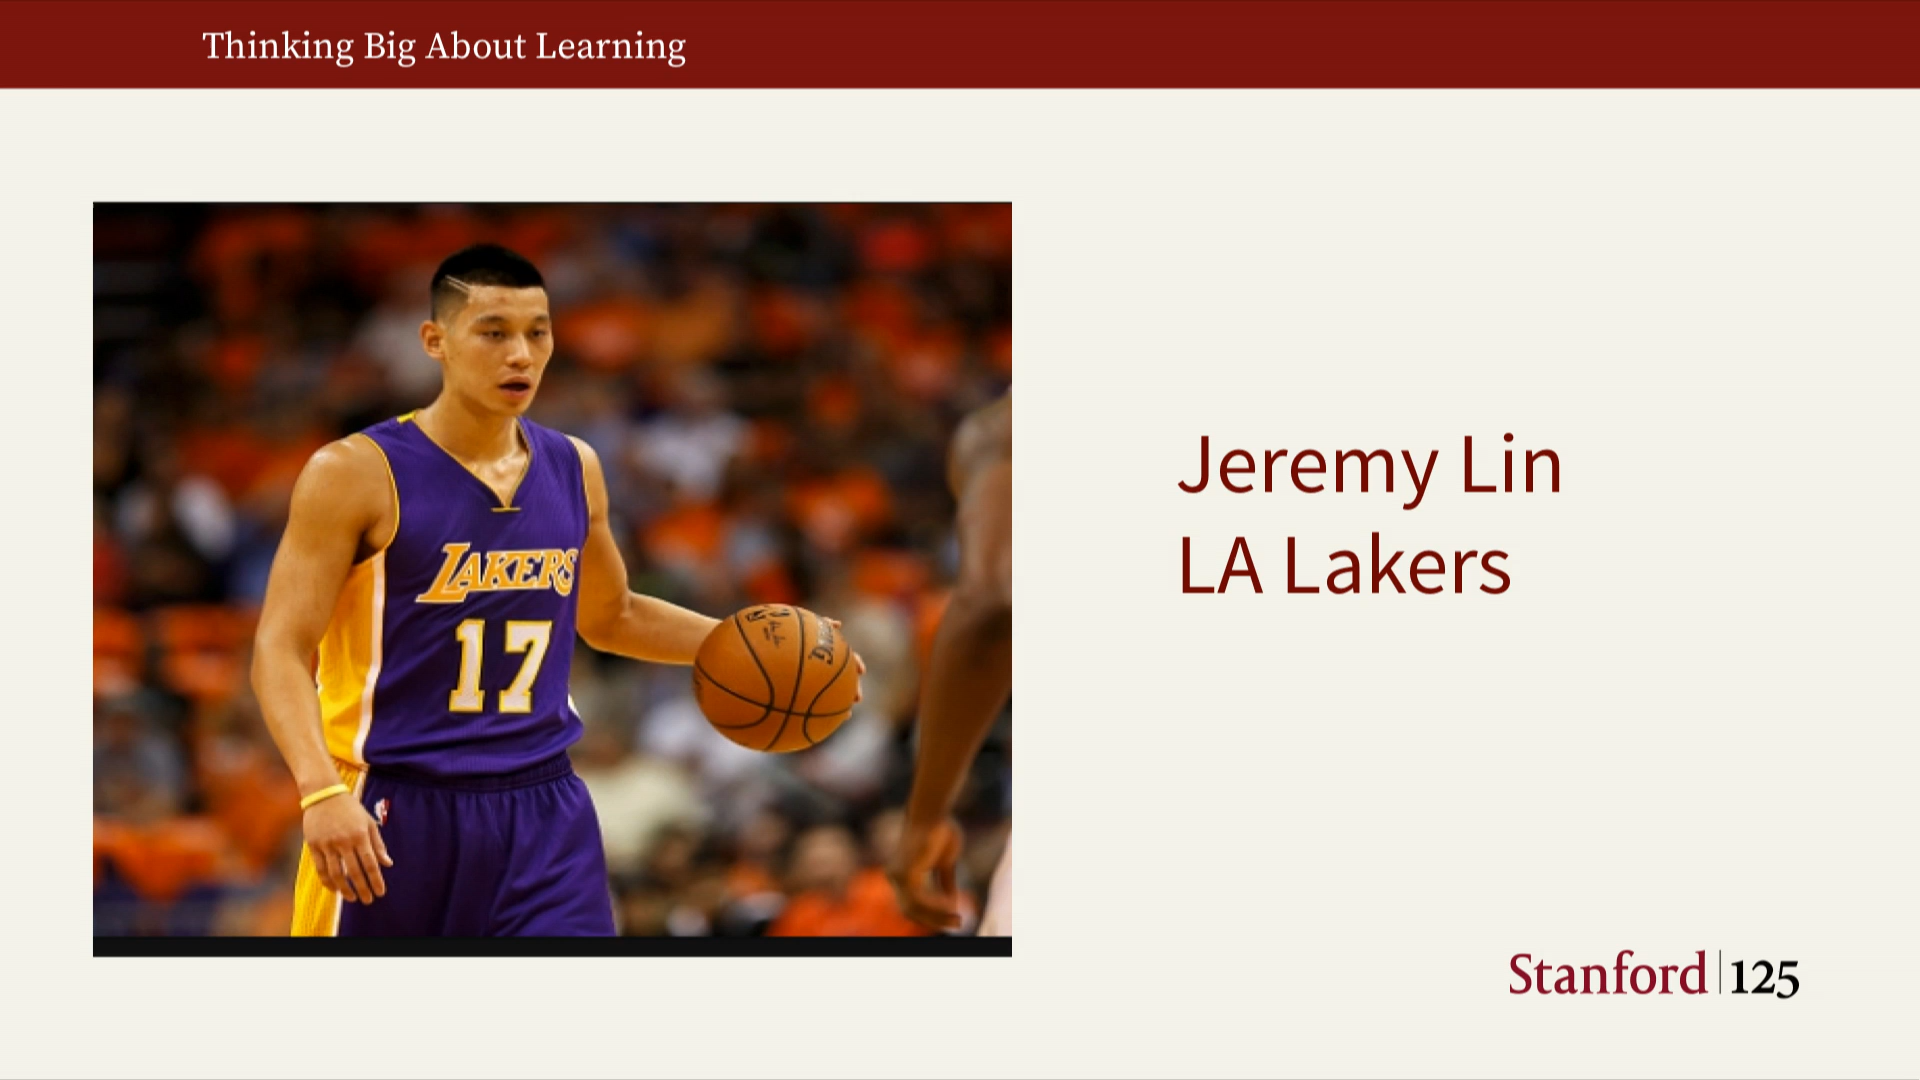 Thinking Big About Learning
LAKERS
17
Jeremy Lin
LA Lakers
Stanford | 125